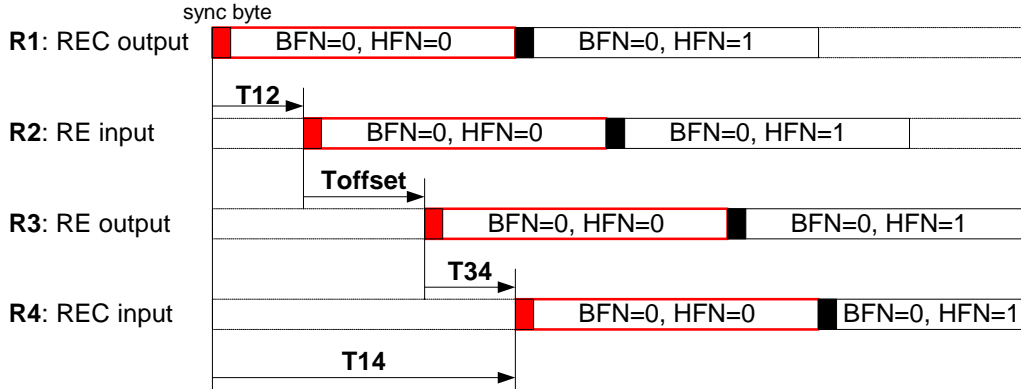 sync byte
R1: REC output BFN=0, HFN=0 BFN=0, HFN=1
T12
R2: RE input BFN=0, HFN=0 BFN=0, HFN=1
Toffset
R3: RE output BFN=0, HFN=0 BFN=0, HFN=1
T34
R4: REC input BFN=0, HFN=0 BFN=0, HFN=1
T14